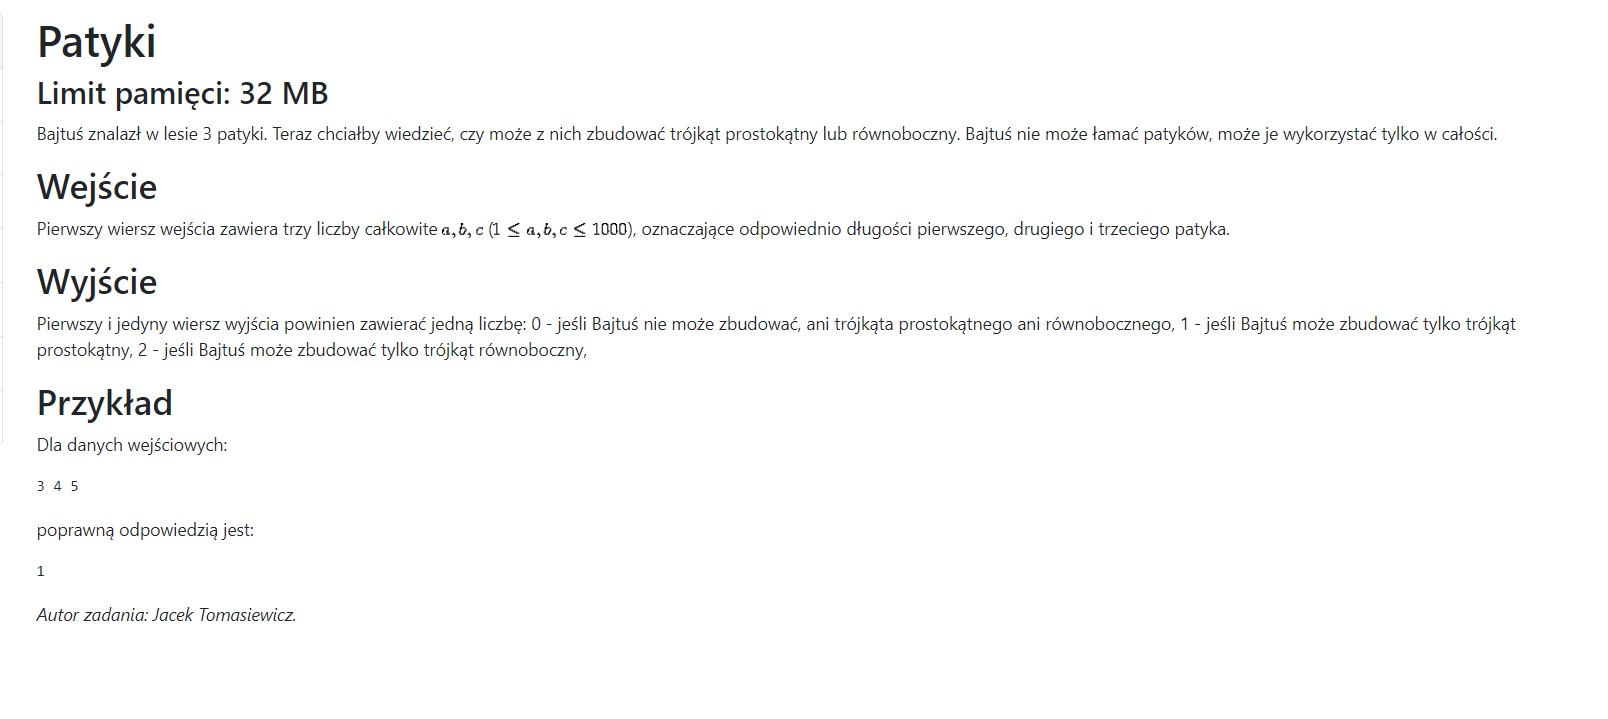 Patyki
Limit pamięci: 32 MB
Bajtuś znalazł w lesie 3 patyki. Teraz chciałby wiedzieć, czy może z nich zbudować trójkąt prostokątny lub równoboczny. Bajtuś nie może łamać patyków, może je wykorzystać tylko w całości.
Wejście
Pierwszy wiersz wejścia zawiera trzy liczby całkowite a, b, c (1 ≤ a, b, c ≤ 1000), oznaczające odpowiednio długości pierwszego, drugiego i trzeciego patyka.
Wyjście
Pierwszy i jedyny wiersz wyjścia powinien zawierać jedną liczbę: 0 - jeśli Bajtuś nie może zbudować, ani trójkąta prostokątnego ani równobocznego, 1 - jeśli Bajtuś może zbudować tylko trójkąt
prostokątny, 2 - jeśli Bajtuś może zbudować tylko trójkąt równoboczny,
Przykład
Dla danych wejściowych:
3 4 5
poprawną odpowiedzią jest:
1
Autor zadania: Jacek Tomasiewicz.